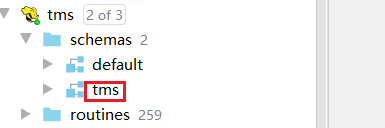 tms 2 of 3
schemas 2
default
tms
routines 259